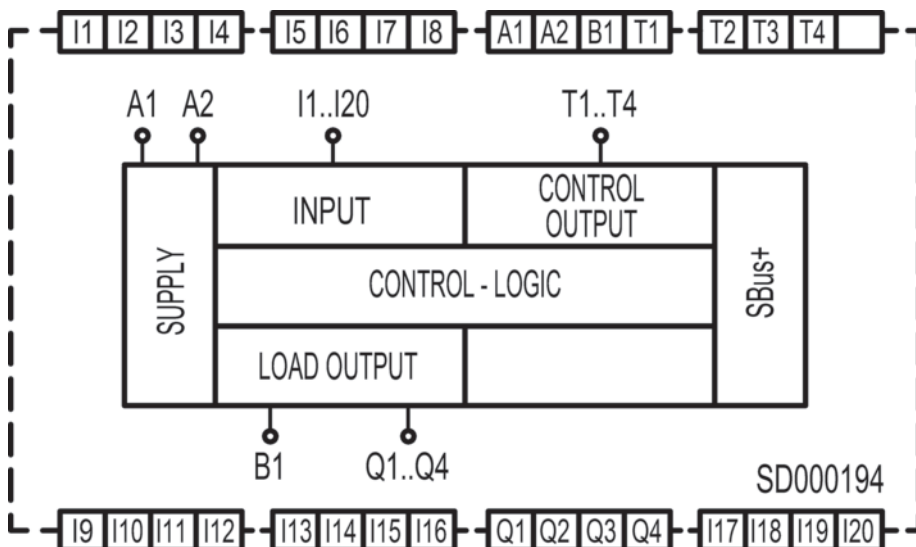 I1 I2 I3 I4 I5 I6 I7 I8 A1 A2 B1 T1 T2 T3 T4
A1 A2 I1..I20 T1..T4
INPUT
CONTROL
OUTPUT
SUPPLY
CONTROL - LOGIC
SBus+
LOAD OUTPUT
B1 Q1..Q4
SD000194
I9 I10 I11 I12 I13 I14 I15 I16 Q1 Q2 Q3 Q4 I17 I18 I19 I20